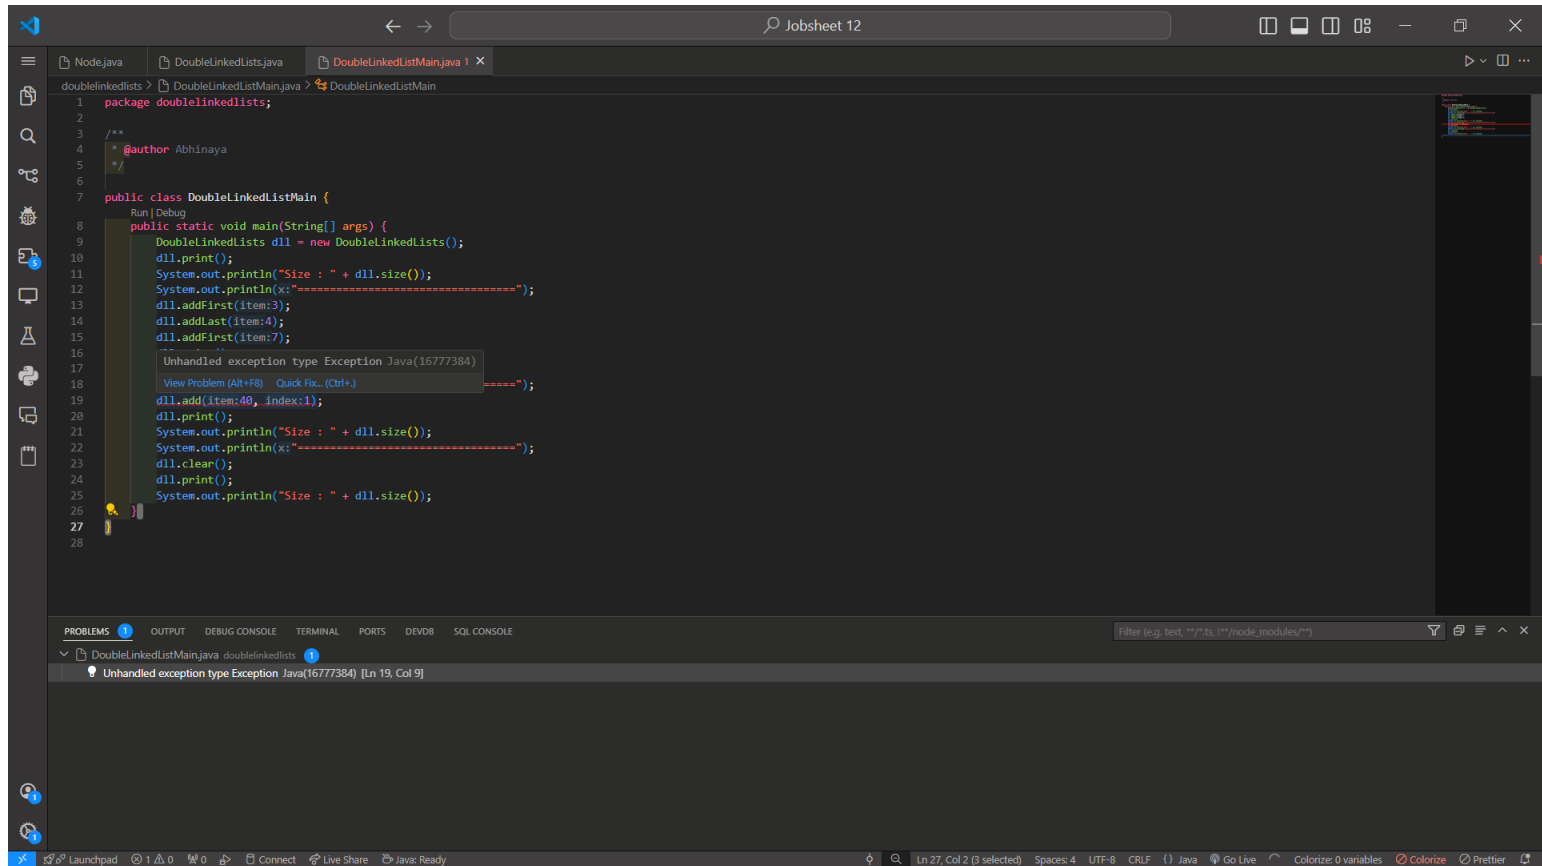 Jobsheet 12
Node.java DoubleLinkedLists.java DoubleLinkedListMain.java 1
doublelinkedlists > DoubleLinkedListMain.java > DoubleLinkedListMain
1 package doublelinkedlists;
2
3 /**
4 * @author Abhinaya
5 */
6
7 public class DoubleLinkedListMain {
Run | Debug
8 public static void main(String[] args) {
9 DoubleLinkedLists dll = new DoubleLinkedLists();
10 dll.print();
11 System.out.println("Size : " + dll.size());
12 System.out.println(x:"==================================");
13 dll.addFirst(item:3);
14 dll.addLast(item:4);
15 dll.addFirst(item:7);
16
Unhandled exception type Exception Java(16777384)
17
View Problem (Alt+F8) Quick Fix... (Ctrl+.)
18 =====");
19 dll.add(item:40, index:1);
20 dll.print();
21 System.out.println("Size : " + dll.size());
22 System.out.println(x:"==================================");
23 dll.clear();
24 dll.print();
25 System.out.println("Size : " + dll.size());
26 }
27 }
28
PROBLEMS 1 OUTPUT DEBUG CONSOLE TERMINAL PORTS DEVDB SQL CONSOLE Filter (e.g. text, **/*.ts, !**/node_modules/**)
DoubleLinkedListMain.java doublelinkedlists 1
Unhandled exception type Exception Java(16777384) [Ln 19, Col 9]
5
1
1
Launchpad 1 0 0 Connect Live Share Java: Ready Ln 27, Col 2 (3 selected) Spaces: 4 UTF-8 CRLF {} Java Go Live Colorize: 0 variables Colorize Prettier